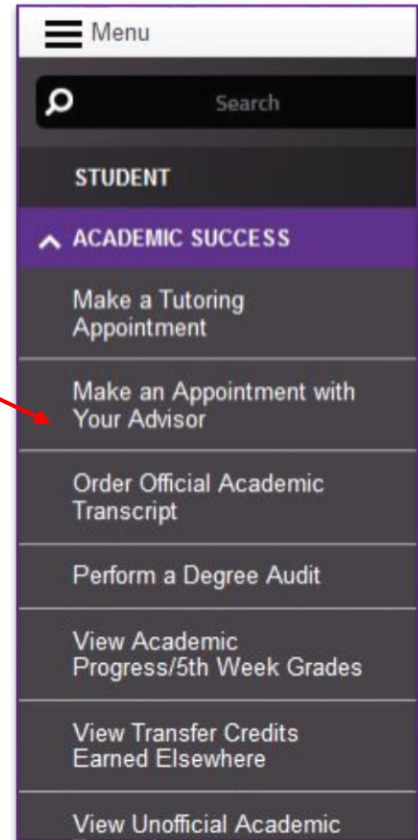 Menu
Search
STUDENT
ACADEMIC SUCCESS
Make a Tutoring
Appointment
Make an Appointment with
Your Advisor
Order Official Academic
Transcript
Perform a Degree Audit
View Academic
Progress/5th Week Grades
View Transfer Credits
Earned Elsewhere
View Unofficial Academic